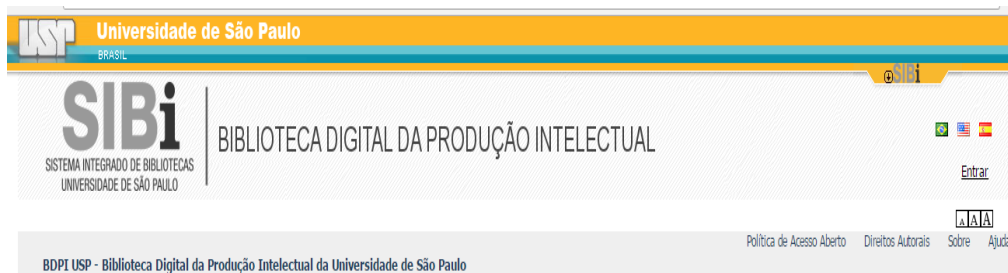 USP
Universidade de São Paulo
BRASIL
SIBi
SIBi
SISTEMA INTEGRADO DE BIBLIOTECAS
UNIVERSIDADE DE SÃO PAULO
BIBLIOTECA DIGITAL DA PRODUÇÃO INTELECTUAL
Entrar
A A A
Política de Acesso Aberto Direitos Autorais Sobre Ajuda
BDPI USP - Biblioteca Digital da Produção Intelectual da Universidade de São Paulo